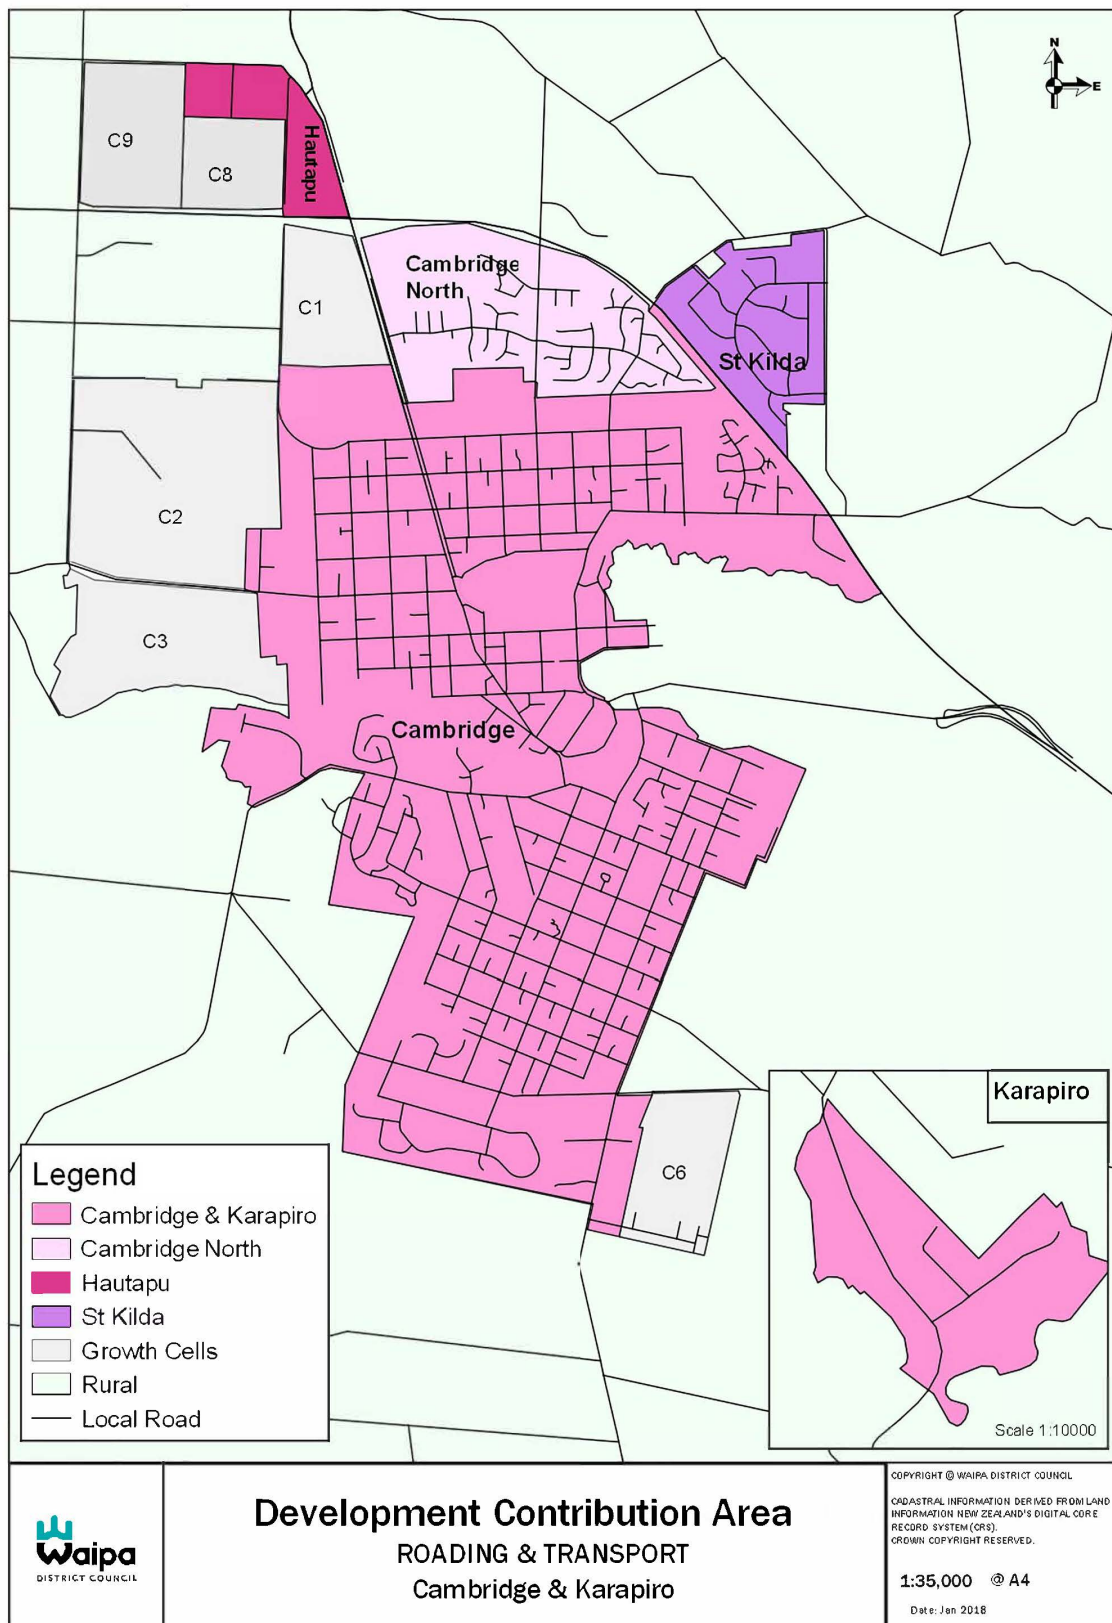 N
E
C9
C8
Hautapu
Cambridge
North
C1
St Kilda
C2
C3
Cambridge
C6
Karapiro
Scale 1:10000
Legend
Cambridge & Karapiro
Cambridge North
Hautapu
St Kilda
Growth Cells
Rural
Local Road
Waipa
DISTRICT COUNCIL
Development Contribution Area
ROADING & TRANSPORT
Cambridge & Karapiro
COPYRIGHT © WAIPA DISTRICT COUNCIL
CADASTRAL INFORMATION DERIVED FROM LAND
INFORMATION NEW ZEALAND'S DIGITAL CORE
RECORD SYSTEM (CRS).
CROWN COPYRIGHT RESERVED.
1:35,000 @ A4
Date: Jan 2018